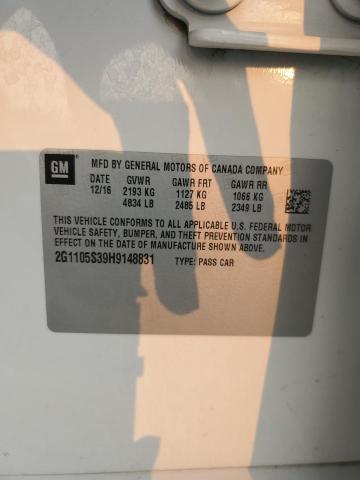 GM
MFD BY GENERAL MOTORS OF CANADA COMPANY
DATE GVWR GAWR FRT GAWR RR
12/16 2193 KG 1127 KG 1066 KG
4834 LB 2485 LB 2349 LB
THIS VEHICLE CONFORMS TO ALL APPLICABLE U.S. FEDERAL MOTOR
VEHICLE SAFETY, BUMPER, AND THEFT PREVENTION STANDARDS IN
EFFECT ON THE DATE OF MANUFACTURE SHOWN ABOVE.
2G1105S39H9148831 TYPE: PASS CAR